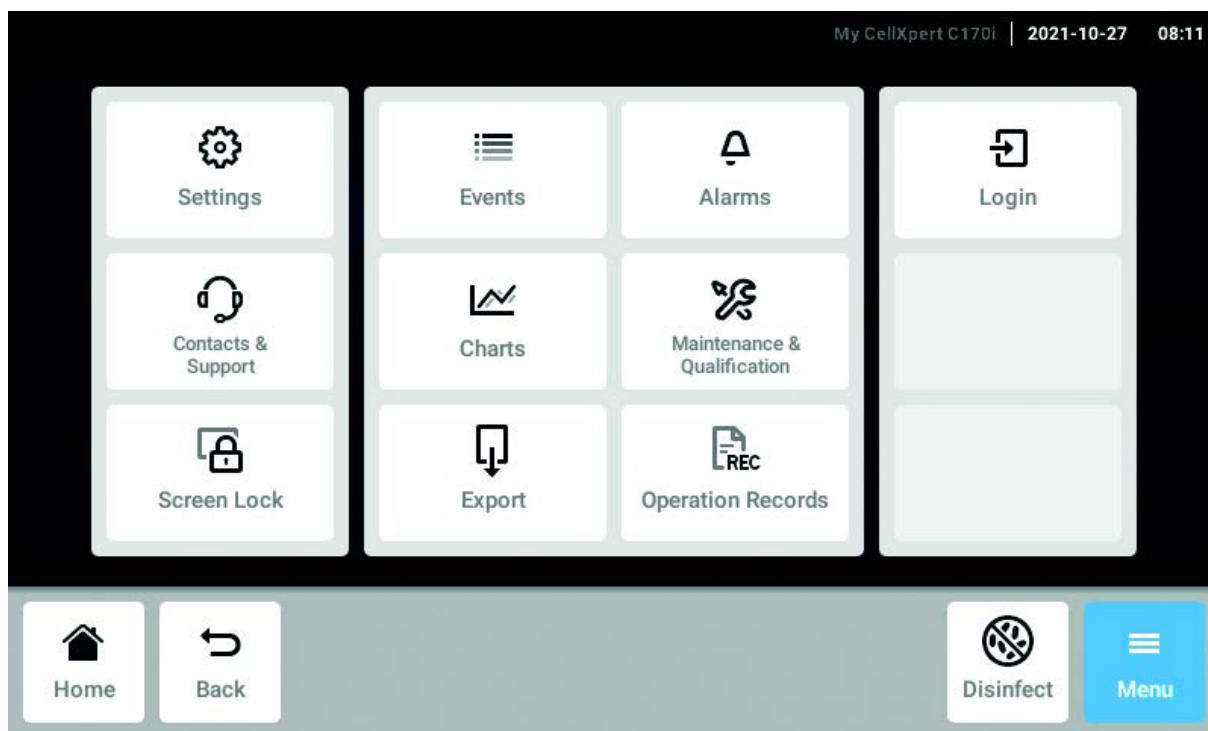 My CellXpert C170i | 2021-10-27 08:11
Settings
Events
Alarms
Login
Contacts &
Support
Charts
Maintenance &
Qualification
Screen Lock
Export
REC
Operation Records
Home
Back
Disinfect
Menu